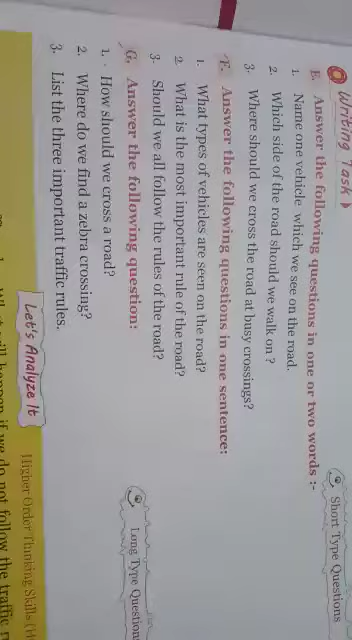 Writing Task
Short Type Questions
E. Answer the following questions in one or two words :-
1. Name one vehicle which we see on the road.
2. Which side of the road should we walk on ?
3. Where should we cross the road at busy crossings?
F. Answer the following questions in one sentence:
1. What types of vehicles are seen on the road?
2. What is the most important rule of the road?
3. Should we all follow the rules of the road?
Long Type Question
G. Answer the following question:
1. How should we cross a road?
2. Where do we find a zebra crossing?
3. List the three important traffic rules.
Let's Analyze It
Higher Order Thinking Skills
What will happen if we do not follow the traffic